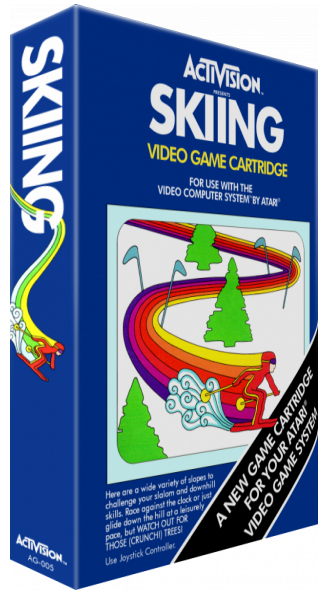 SKIING
ACTIVISION™
AG-005
ACTIVISION™
PRESENTS
SKIING
VIDEO GAME CARTRIDGE
FOR USE WITH THE
VIDEO COMPUTER SYSTEM™ BY ATARI®
Here are a wide variety of slopes to
challenge your slalom and downhill
skills. Race against the clock or just
glide down the hill at a leisurely
pace, but WATCH OUT FOR
THOSE (CRUNCH!) TREES!
Use Joystick Controller.
A NEW GAME CARTRIDGE
FOR YOUR ATARI®
VIDEO GAME SYSTEM